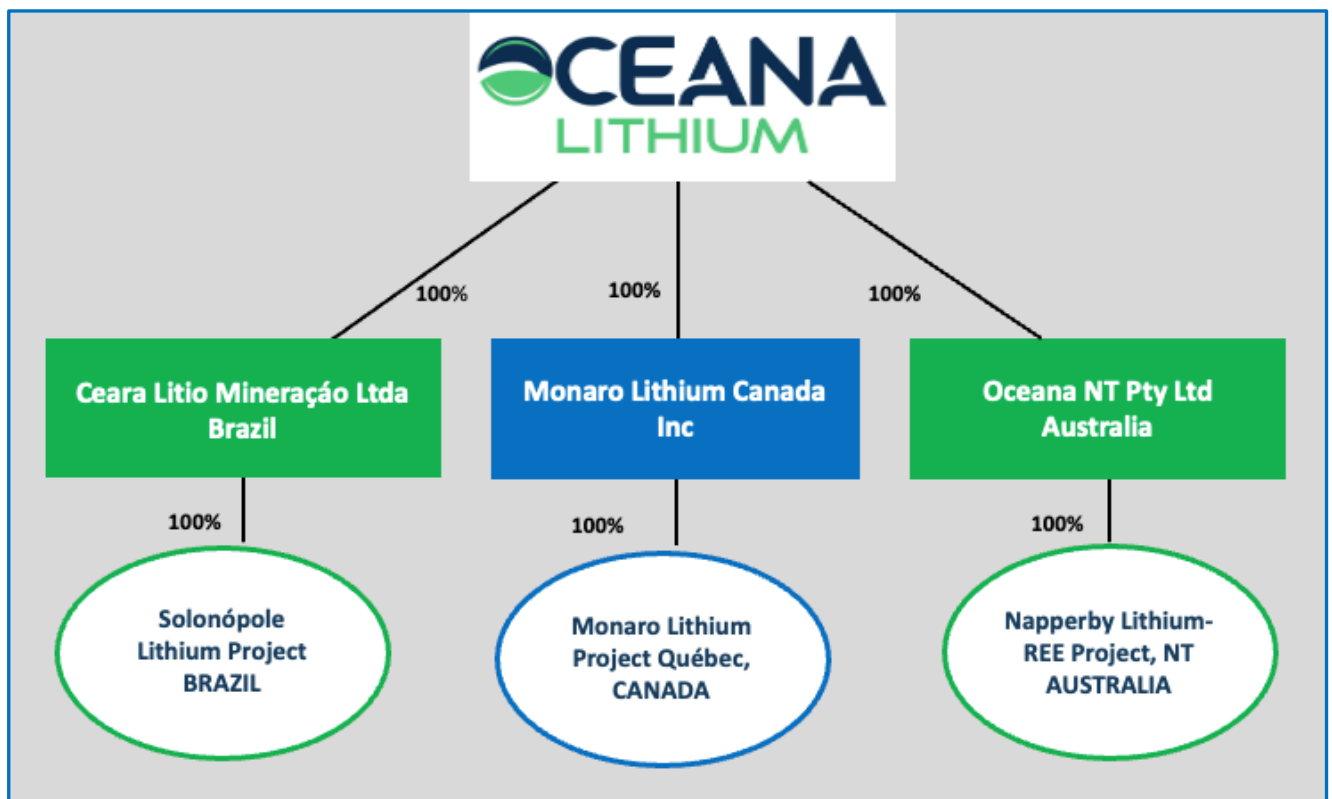 OCEANA
LITHIUM
100%
100%
100%
Ceara Litio Mineraçáo Ltda
Brazil
Monaro Lithium Canada
Inc
Oceana NT Pty Ltd
Australia
100%
100%
100%
Solonópole
Lithium Project
BRAZIL
Monaro Lithium
Project Québec,
CANADA
Napperby Lithium-
REE Project, NT
AUSTRALIA